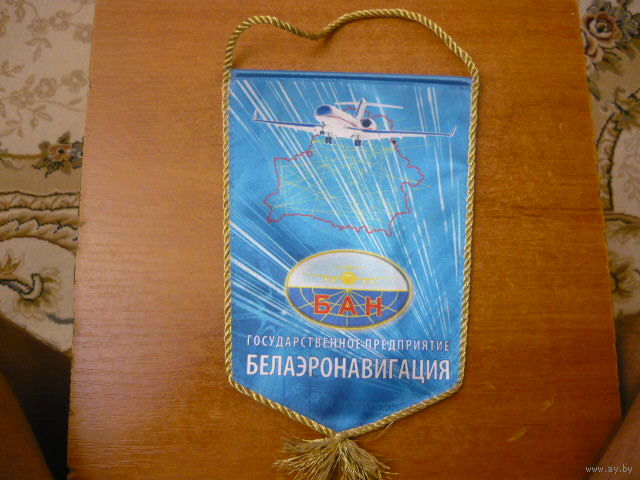 БАН
ГОСУДАРСТВЕННОЕ ПРЕДПРИЯТИЕ
БЕЛАЭРОНАВИГАЦИЯ
www.ay.by